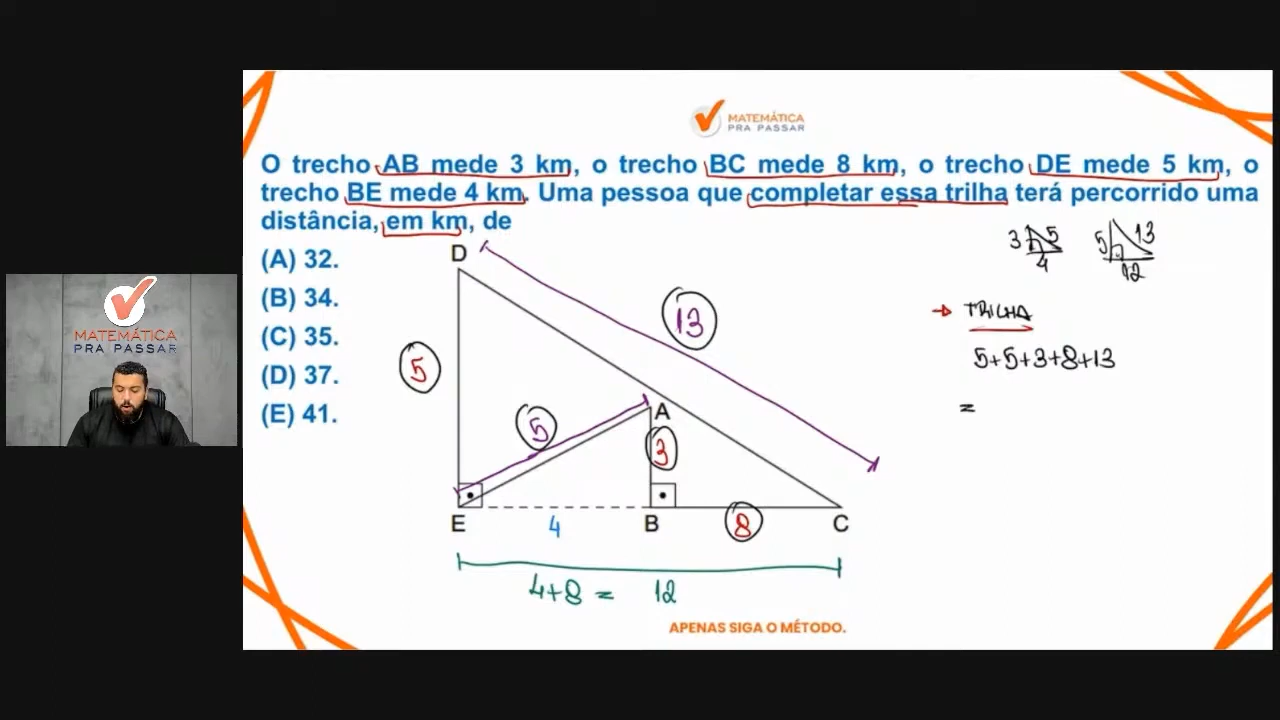 MATEMÁTICA
PRA PASSAR
O trecho AB mede 3 km, o trecho BC mede 8 km, o trecho DE mede 5 km, o
trecho BE mede 4 km. Uma pessoa que completar essa trilha terá percorrido uma
distância, em km, de
(A) 32.
(B) 34.
(C) 35.
(D) 37.
(E) 41.
D
13
5
5
A
3
E
4
B
8
C
4+8 = 12
3 5
4
5 13
12
TRILHA
5+5+3+8+13
=
APENAS SIGA O MÉTODO.
MATEMÁTICA
PRA PASSAR